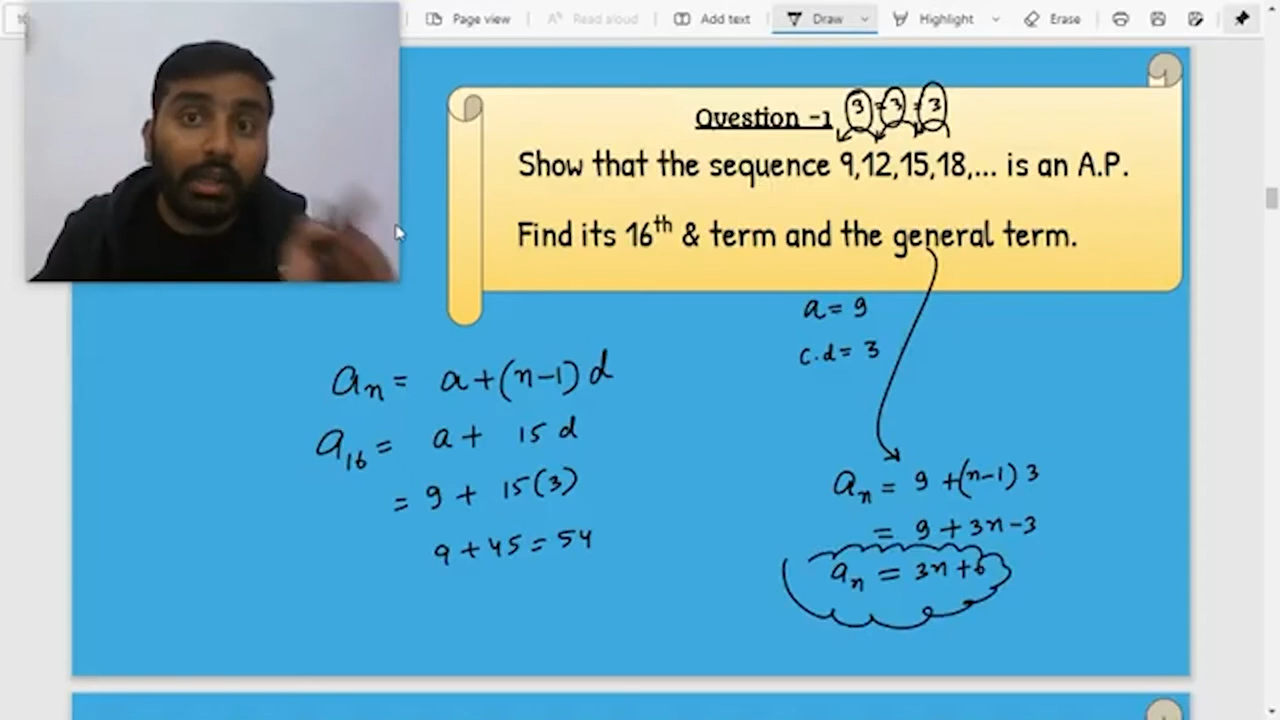 Page view Read aloud Add text Draw Highlight Erase
Question -1 3 = 3 = 3
Show that the sequence 9,12,15,18,... is an A.P.
Find its 16th & term and the general term.
a = 9
c.d = 3
an = a+(n-1) d
a16 = a + 15 d
= 9 + 15(3)
9 + 45 = 54
an = 9 +(n-1) 3
= 9 + 3n - 3
an = 3n + 6